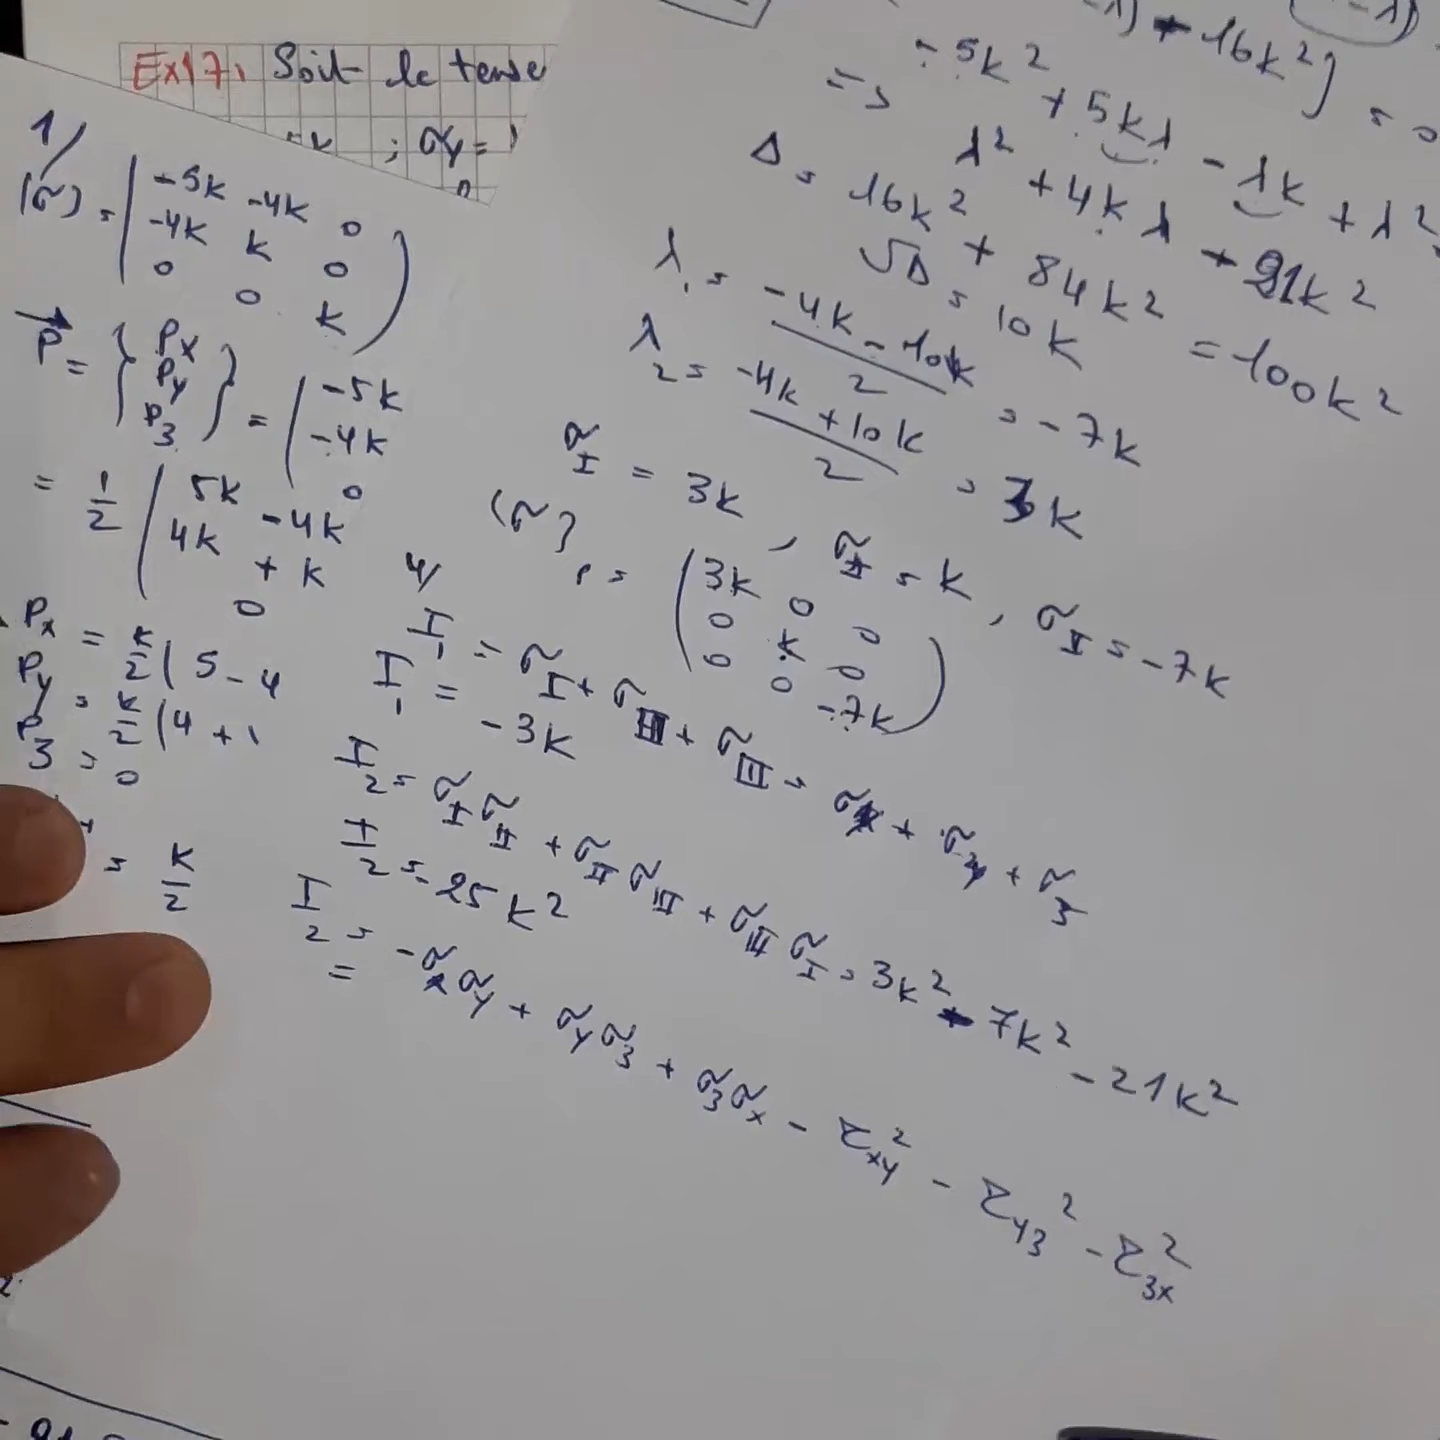 Ex17. Soit le tense
; σy =
1/
(σ) = ( -5k -4k 0
-4k k 0
0 0 k )
P = { Px
Py
P3 } = ( -5k
-4k
0
= 1/2 ( 5k - 4k
4k + k
0
Px = k/2 ( 5 - 4
Py = k/2 ( 4 + 1
P3 = 0
= k/2
- 16k²] = 0
=> -5k² + 5kλ - λk + λ²
λ² + 4kλ - 21k²
Δ = 16k² + 84k² = 100k²
√Δ = 10k
λ1 = (-4k - 10k)/2 = -7k
λ2 = (-4k + 10k)/2 = 3k
σI = 3k , σII = k , σII = -7k
(σ)P = ( 3k 0 0
0 k 0
0 0 -7k )
4/
I1 = σI + σII + σIII = σx + σy + σ3
I1 = -3k
I2 = σI σII + σII σIII + σIII σI = 3k² - 7k² - 21k²
I2 = -25k²
I2 = -σx σy + σy σ3 + σ3 σx - τxy² - τy3² - τ3x²
=